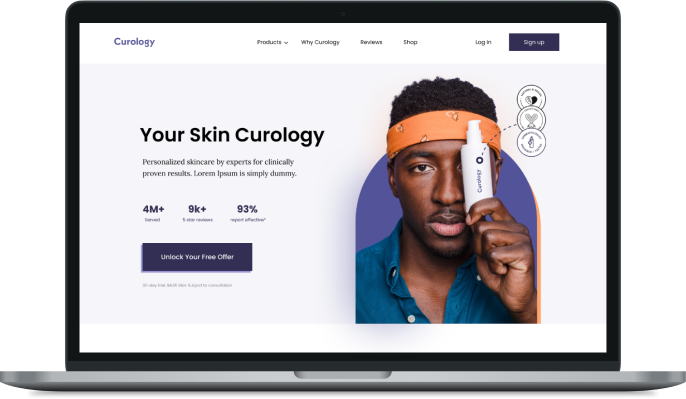 Curology
Products
Why Curology
Reviews
Shop
Log In
Sign up
Your Skin Curology
Personalized skincare by experts for clinically
proven results. Lorem Ipsum is simply dummy.
4M+
9k+
93%
Served
5 star reviews
report effective*
Unlock Your Free Offer
Curology